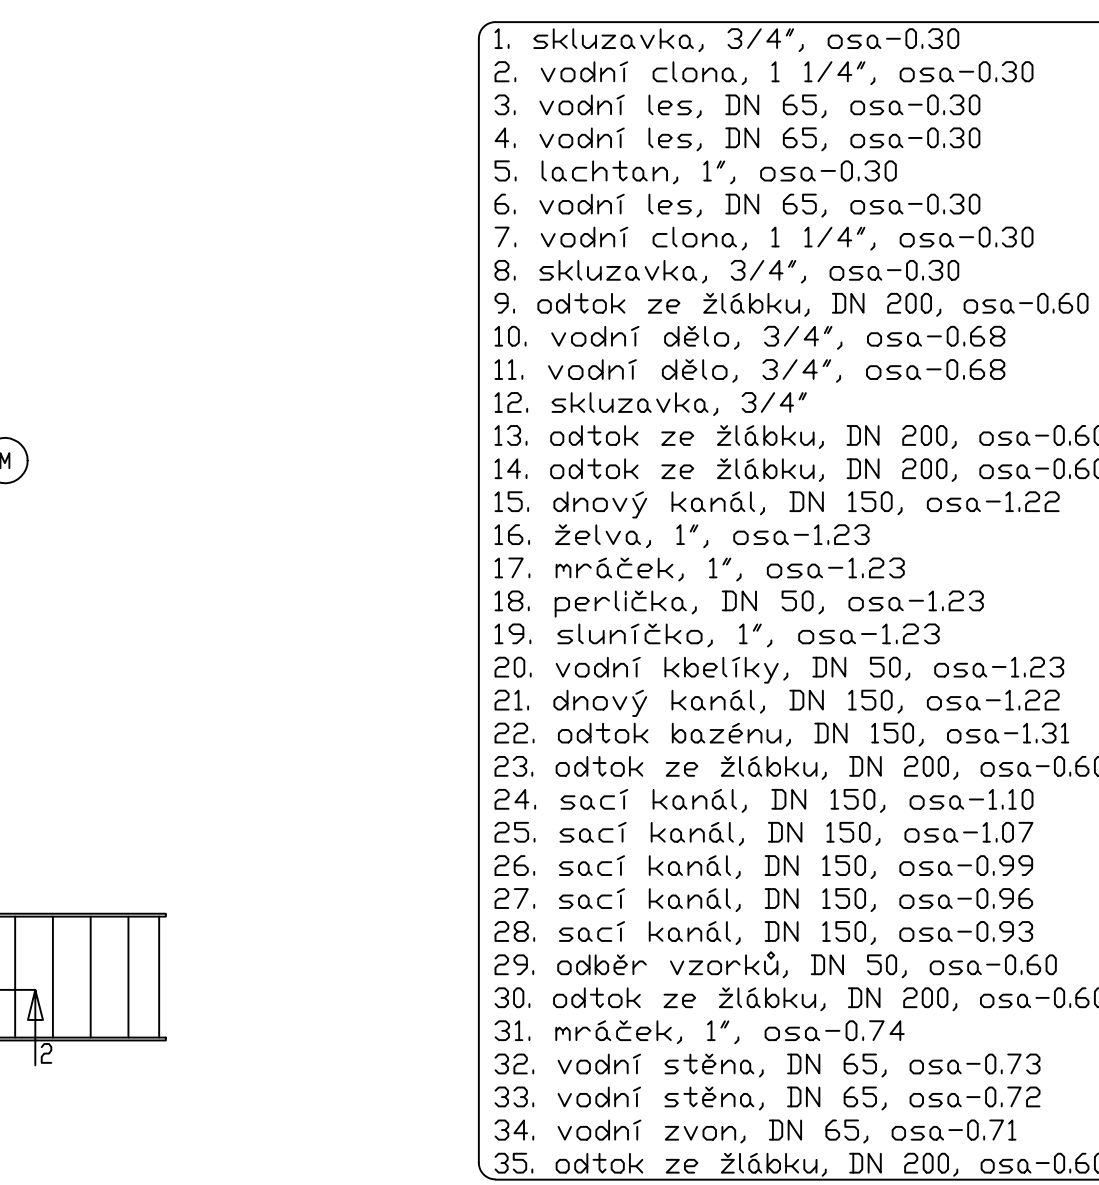 1. skluzavka, 3/4", osa-0.30
2. vodní clona, 1 1/4", osa-0.30
3. vodní les, DN 65, osa-0.30
4. vodní les, DN 65, osa-0.30
5. lachtan, 1", osa-0.30
6. vodní les, DN 65, osa-0.30
7. vodní clona, 1 1/4", osa-0.30
8. skluzavka, 3/4", osa-0.30
9. odtok ze žlábku, DN 200, osa-0.60
10. vodní dělo, 3/4", osa-0.68
11. vodní dělo, 3/4", osa-0.68
12. skluzavka, 3/4"
13. odtok ze žlábku, DN 200, osa-0.60
14. odtok ze žlábku, DN 200, osa-0.60
15. dnový kanál, DN 150, osa-1.22
16. želva, 1", osa-1.23
17. mráček, 1", osa-1.23
18. perlička, DN 50, osa-1.23
19. sluníčko, 1", osa-1.23
20. vodní kbelíky, DN 50, osa-1.23
21. dnový kanál, DN 150, osa-1.22
22. odtok bazénu, DN 150, osa-1.31
23. odtok ze žlábku, DN 200, osa-0.60
24. sací kanál, DN 150, osa-1.10
25. sací kanál, DN 150, osa-1.07
26. sací kanál, DN 150, osa-0.99
27. sací kanál, DN 150, osa-0.96
28. sací kanál, DN 150, osa-0.93
29. odběr vzorků, DN 50, osa-0.60
30. odtok ze žlábku, DN 200, osa-0.60
31. mráček, 1", osa-0.74
32. vodní stěna, DN 65, osa-0.73
33. vodní stěna, DN 65, osa-0.72
34. vodní zvon, DN 65, osa-0.71
35. odtok ze žlábku, DN 200, osa-0.60
M
2